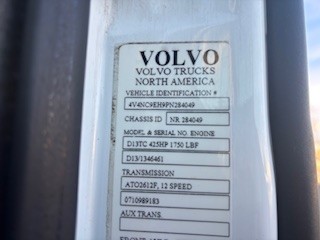 VOLVO
VOLVO TRUCKS
NORTH AMERICA
VEHICLE IDENTIFICATION #
4V4NC9EH9PN284049
CHASSIS ID NR 284049
MODEL & SERIAL NO. ENGINE
D13TC 425HP 1750 LBF
D13/1346461
TRANSMISSION
ATO2612F, 12 SPEED
0710989183
AUX TRANS.